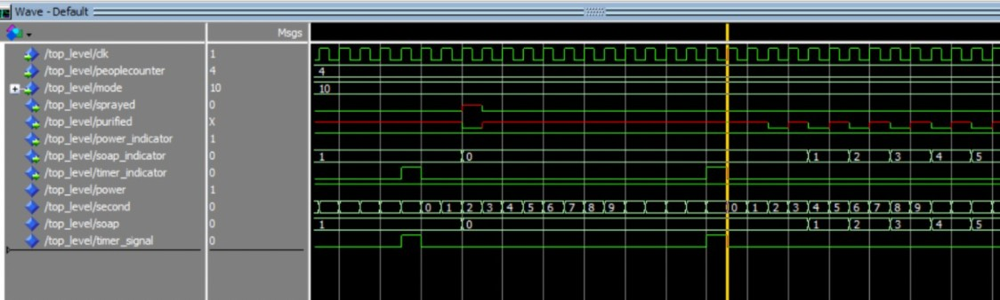 Wave - Default
Msgs
/top_level/clk 1
/top_level/peoplecounter 4 4
/top_level/mode 10 10
/top_level/sprayed 0
/top_level/purified X
/top_level/power_indicator 1
/top_level/soap_indicator 0 1 0 1 2 3 4 5
/top_level/timer_indicator 0
/top_level/power 1
/top_level/second 0 0 1 2 3 4 5 6 7 8 9 0 1 2 3 4 5 6 7 8 9
/top_level/soap 0 1 0 1 2 3 4 5
/top_level/timer_signal 0